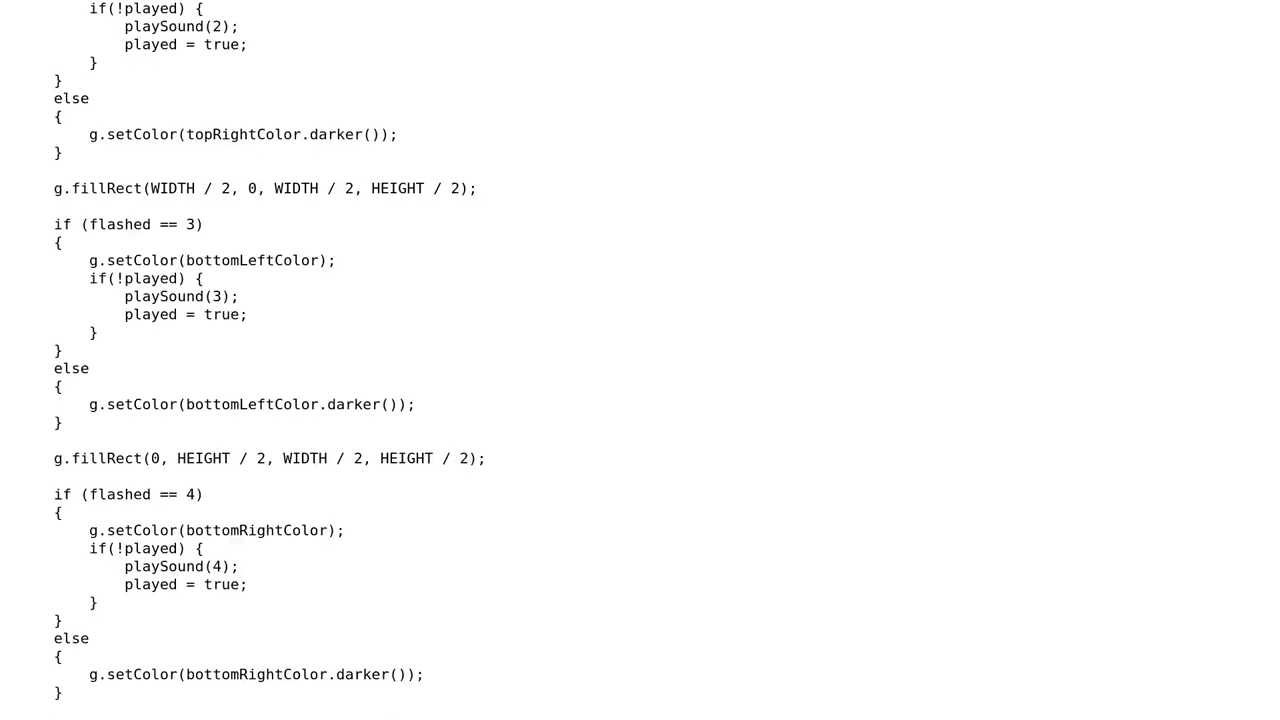 if(!played) {
playSound(2);
played = true;
}
}
else
{
g.setColor(topRightColor.darker());
}
g.fillRect(WIDTH / 2, 0, WIDTH / 2, HEIGHT / 2);
if (flashed == 3)
{
g.setColor(bottomLeftColor);
if(!played) {
playSound(3);
played = true;
}
}
else
{
g.setColor(bottomLeftColor.darker());
}
g.fillRect(0, HEIGHT / 2, WIDTH / 2, HEIGHT / 2);
if (flashed == 4)
{
g.setColor(bottomRightColor);
if(!played) {
playSound(4);
played = true;
}
}
else
{
g.setColor(bottomRightColor.darker());
}